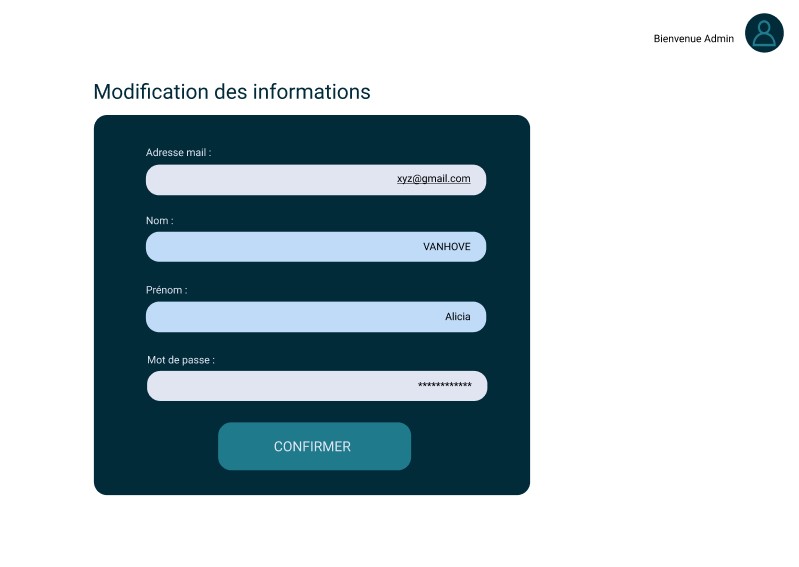 Bienvenue Admin
Modification des informations
Adresse mail :
xyz@gmail.com
Nom :
VANHOVE
Prénom :
Alicia
Mot de passe :
************
CONFIRMER